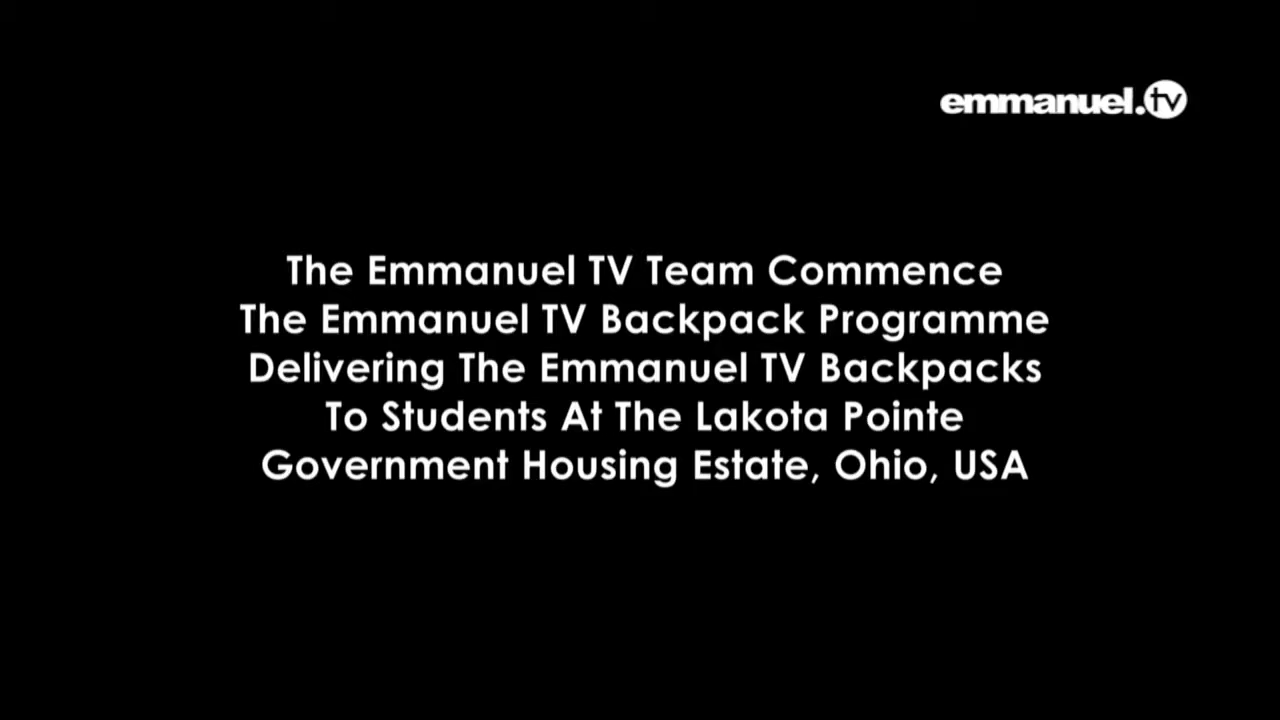 emmanuel.tv
The Emmanuel TV Team Commence
The Emmanuel TV Backpack Programme
Delivering The Emmanuel TV Backpacks
To Students At The Lakota Pointe
Government Housing Estate, Ohio, USA